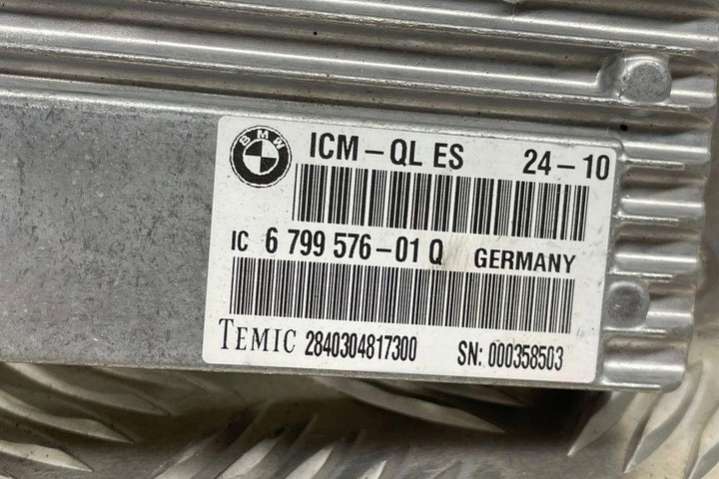 BMW
ICM-QL ES 24-10
IC 6 799 576-01 Q GERMANY
TEMIC 2840304817300 SN: 000358503